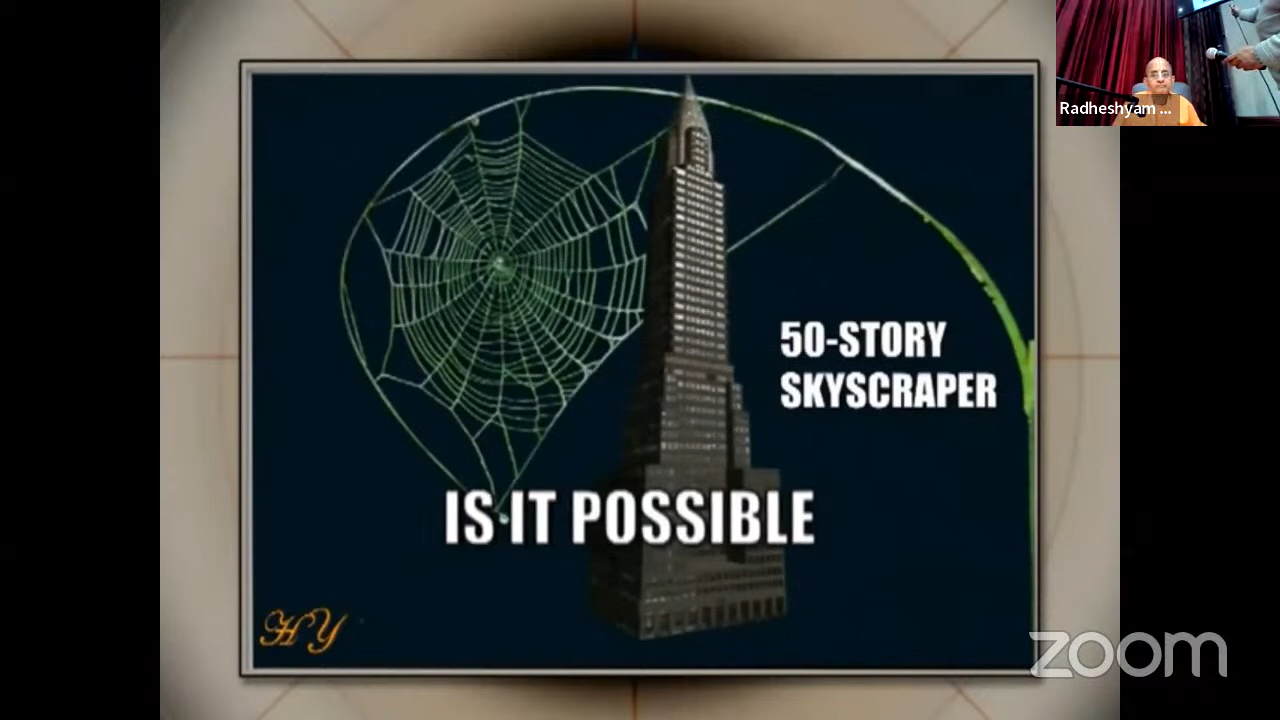 Radheshyam ...
50-STORY
SKYSCRAPER
IS IT POSSIBLE
HY
zoom